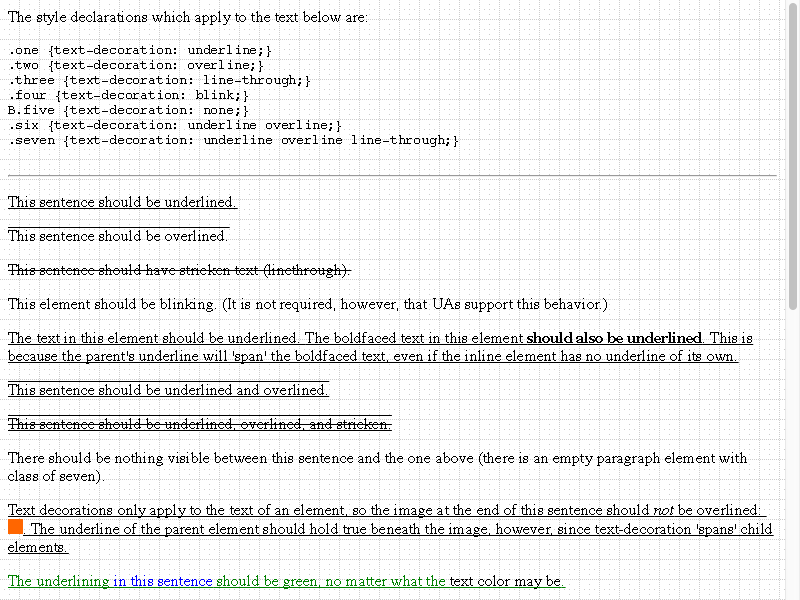 The style declarations which apply to the text below are:
.one {text-decoration: underline;}
.two {text-decoration: overline;}
.three {text-decoration: line-through;}
.four {text-decoration: blink;}
B.five {text-decoration: none;}
.six {text-decoration: underline overline;}
.seven {text-decoration: underline overline line-through;}
This sentence should be underlined.
This sentence should be overlined.
This sentence should have stricken text (linethrough).
This element should be blinking. (It is not required, however, that UAs support this behavior.)
The text in this element should be underlined. The boldfaced text in this element should also be underlined. This is
because the parent's underline will 'span' the boldfaced text, even if the inline element has no underline of its own.
This sentence should be underlined and overlined.
This sentence should be underlined, overlined, and stricken.
There should be nothing visible between this sentence and the one above (there is an empty paragraph element with
class of seven).
Text decorations only apply to the text of an element, so the image at the end of this sentence should not be overlined:
. The underline of the parent element should hold true beneath the image, however, since text-decoration 'spans' child
elements.
The underlining in this sentence should be green, no matter what the text color may be.